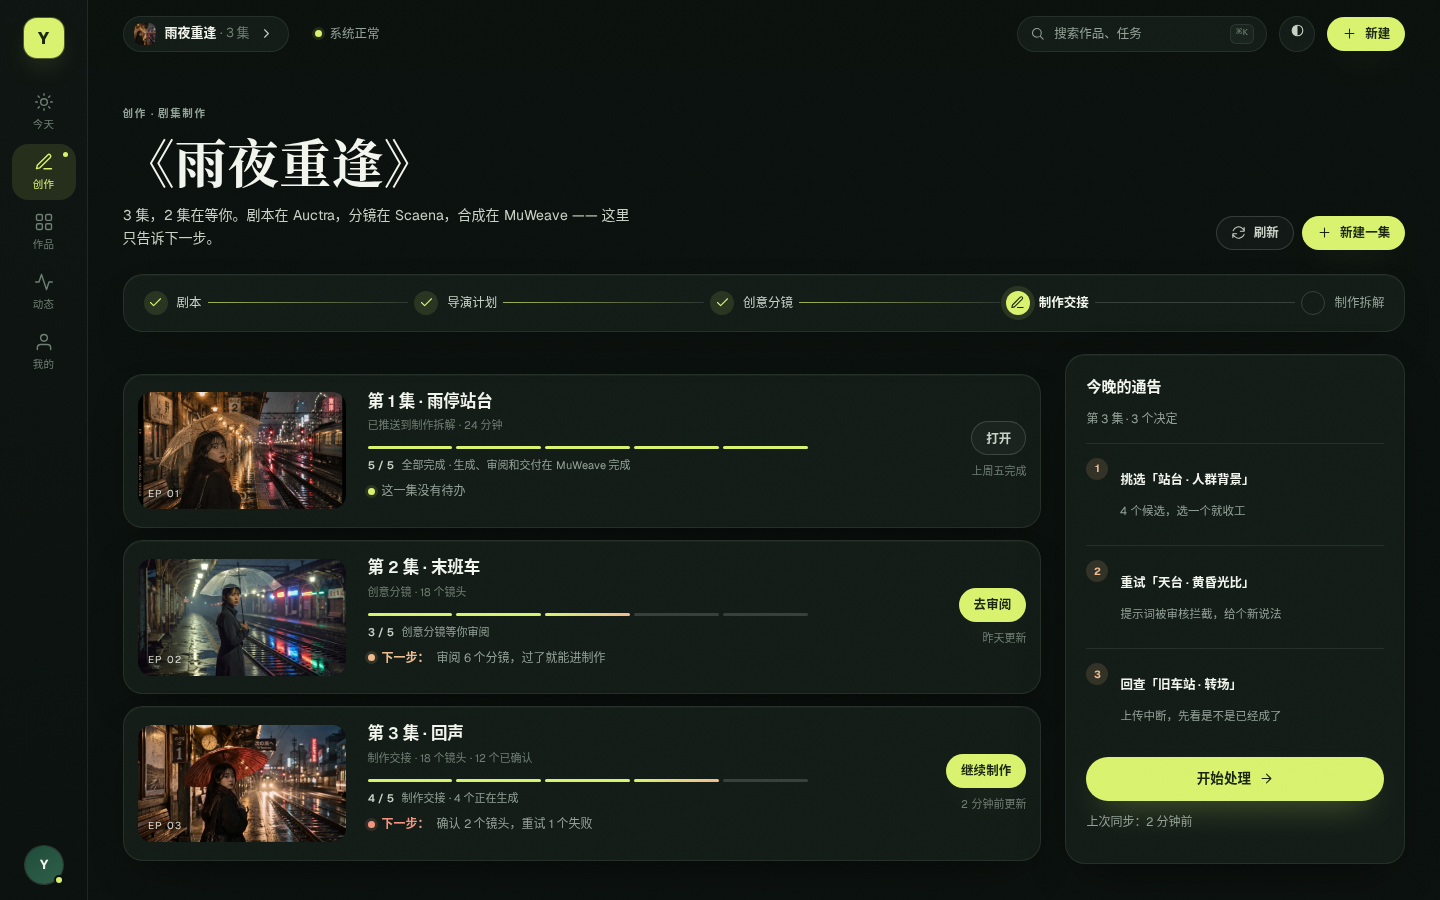 Y
雨夜重逢 · 3 集
系统正常
搜索作品、任务
⌘K
新建
今天
创作
作品
动态
我的
创作 · 剧集制作
《雨夜重逢》
3 集，2 集在等你。剧本在 Auctra，分镜在 Scaena，合成在 MuWeave —— 这里
只告诉下一步。
刷新
新建一集
剧本
导演计划
创意分镜
制作交接
制作拆解
EP 01
第 1 集 · 雨停站台
已推送到制作拆解 · 24 分钟
5 / 5 全部完成 · 生成、审阅和交付在 MuWeave 完成
这一集没有待办
打开
上周五完成
EP 02
第 2 集 · 末班车
创意分镜 · 18 个镜头
3 / 5 创意分镜等你审阅
下一步： 审阅 6 个分镜，过了就能进制作
去审阅
昨天更新
EP 03
第 3 集 · 回声
制作交接 · 18 个镜头 · 12 个已确认
4 / 5 制作交接 · 4 个正在生成
下一步： 确认 2 个镜头，重试 1 个失败
继续制作
2 分钟前更新
今晚的通告
第 3 集 · 3 个决定
1
挑选「站台 · 人群背景」
4 个候选，选一个就收工
2
重试「天台 · 黄昏光比」
提示词被审核拦截，给个新说法
3
回查「旧车站 · 转场」
上传中断，先看是不是已经成了
开始处理
上次同步：2 分钟前
Y